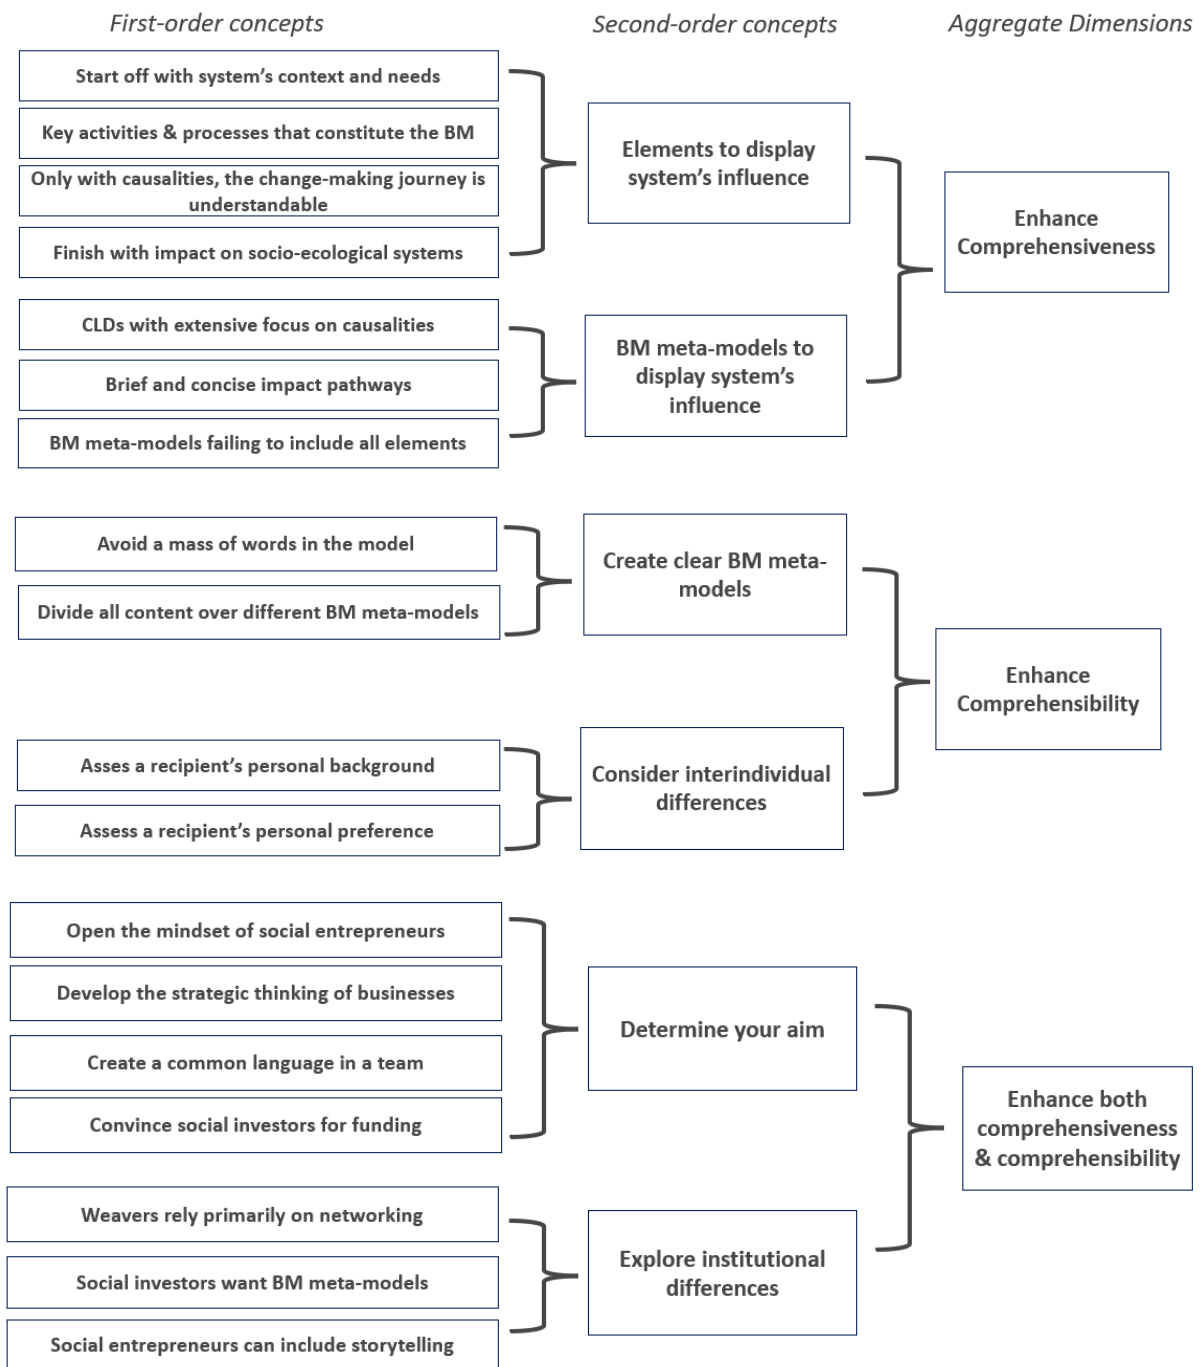 First-order concepts
Second-order concepts
Aggregate Dimensions
Start off with system's context and needs
Key activities & processes that constitute the BM
Only with causalities, the change-making journey is
understandable
Finish with impact on socio-ecological systems
Elements to display
system's influence
Enhance
Comprehensiveness
CLDs with extensive focus on causalities
Brief and concise impact pathways
BM meta-models failing to include all elements
BM meta-models to
display system's
influence
Avoid a mass of words in the model
Divide all content over different BM meta-models
Create clear BM meta-
models
Enhance
Comprehensibility
Asses a recipient's personal background
Assess a recipient's personal preference
Consider interindividual
differences
Open the mindset of social entrepreneurs
Develop the strategic thinking of businesses
Create a common language in a team
Convince social investors for funding
Determine your aim
Enhance both
comprehensiveness
& comprehensibility
Weavers rely primarily on networking
Social investors want BM meta-models
Social entrepreneurs can include storytelling
Explore institutional
differences